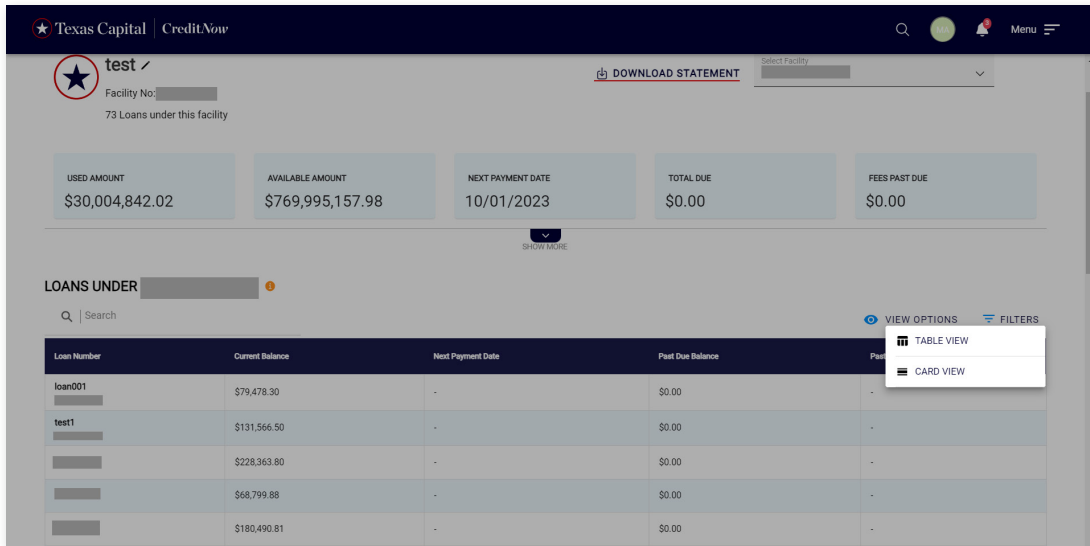 Texas Capital | CreditNow
MA
3
Menu
test
Facility No:
73 Loans under this facility
DOWNLOAD STATEMENT
Select Facility
USED AMOUNT
$30,004,842.02
AVAILABLE AMOUNT
$769,995,157.98
NEXT PAYMENT DATE
10/01/2023
TOTAL DUE
$0.00
FEES PAST DUE
$0.00
SHOW MORE
LOANS UNDER
Search
VIEW OPTIONS
FILTERS
TABLE VIEW
CARD VIEW
Loan Number Current Balance Next Payment Date Past Due Balance Past
loan001 $79,478.30 - $0.00 -
test1 $131,566.50 - $0.00 -
$228,363.80 - $0.00 -
$68,799.88 - $0.00 -
$180,490.81 - $0.00 -